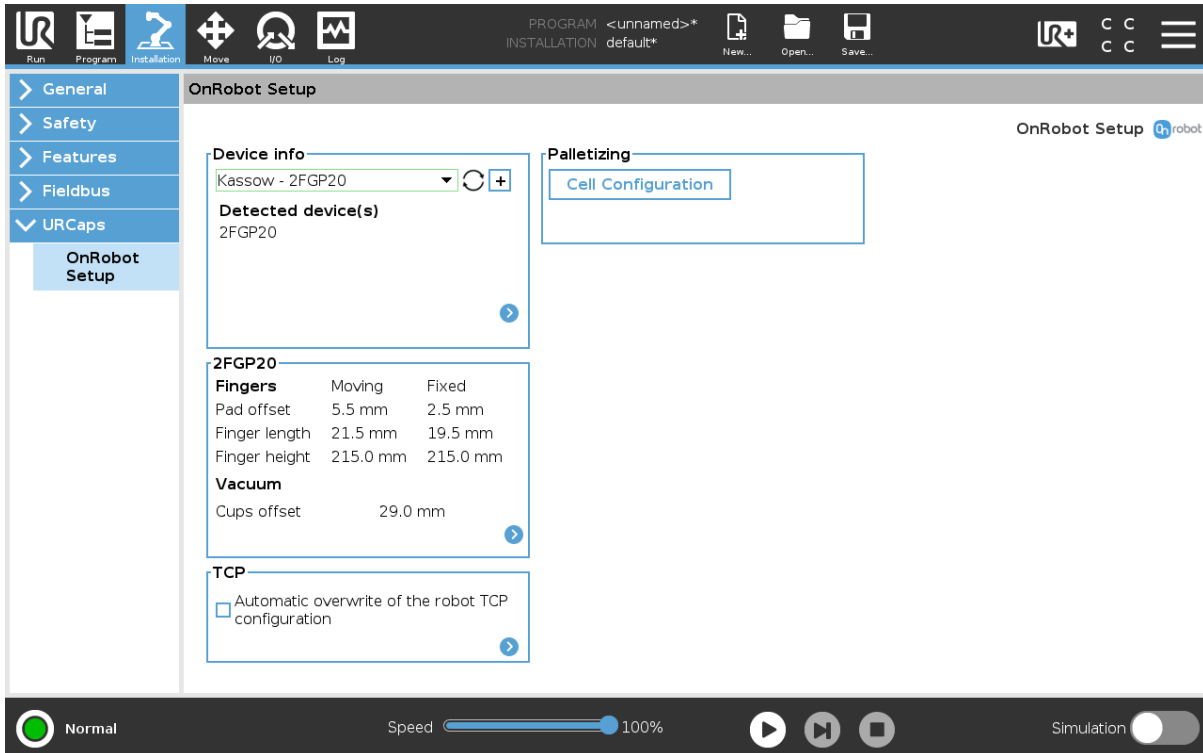 PROGRAM <unnamed>*
INSTALLATION default*
New... Open... Save...
UR+
C C
C C
Run Program Installation Move I/O Log
General
Safety
Features
Fieldbus
URCaps
OnRobot
Setup
OnRobot Setup
OnRobot Setup OnRobot
Device info
Kassow - 2FGP20
Detected device(s)
2FGP20
Palletizing
Cell Configuration
2FGP20
Fingers Moving Fixed
Pad offset 5.5 mm 2.5 mm
Finger length 21.5 mm 19.5 mm
Finger height 215.0 mm 215.0 mm
Vacuum
Cups offset 29.0 mm
TCP
Automatic overwrite of the robot TCP
configuration
Normal
Speed 100%
Simulation